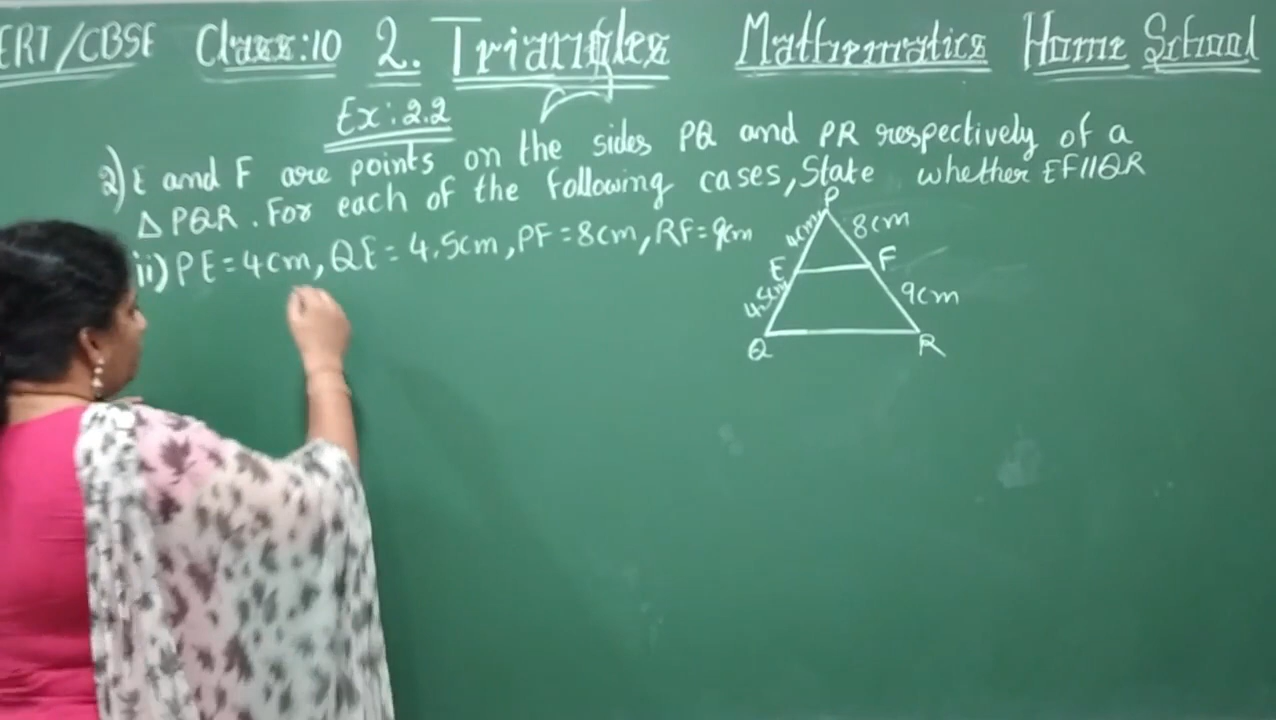 ERT/CBSE Class:10 2. Triangles Mathematics Home School
Ex:2.2
2) E and F are points on the sides PQ and PR respectively of a
△PQR. For each of the following cases, State whether EF||QR
ii) PE=4cm, QE=4.5cm, PF=8cm, RF=9cm
P
4cm 8cm
E F
4.5cm 9cm
Q R